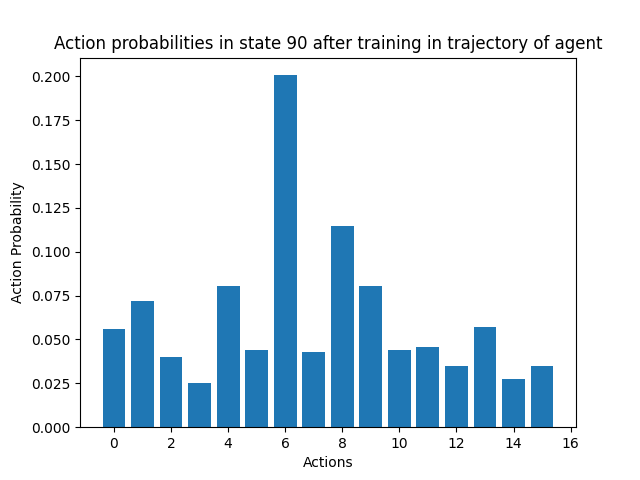 Action probabilities in state 90 after training in trajectory of agent
0.200
0.175
0.150
0.125
0.100
0.075
0.050
0.025
0.000
Action Probability
0 2 4 6 8 10 12 14 16
Actions